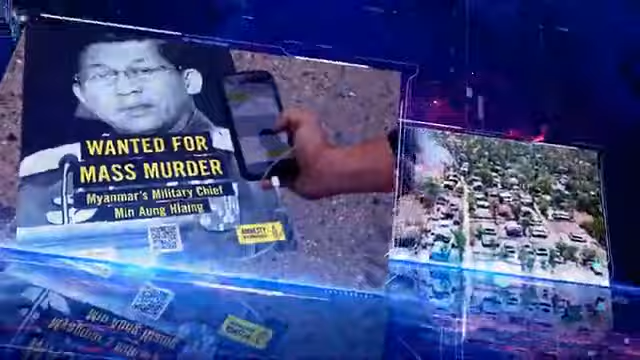 WANTED FOR
MASS MURDER
Myanmar's Military Chief
Min Aung Hlaing
AMNESTY